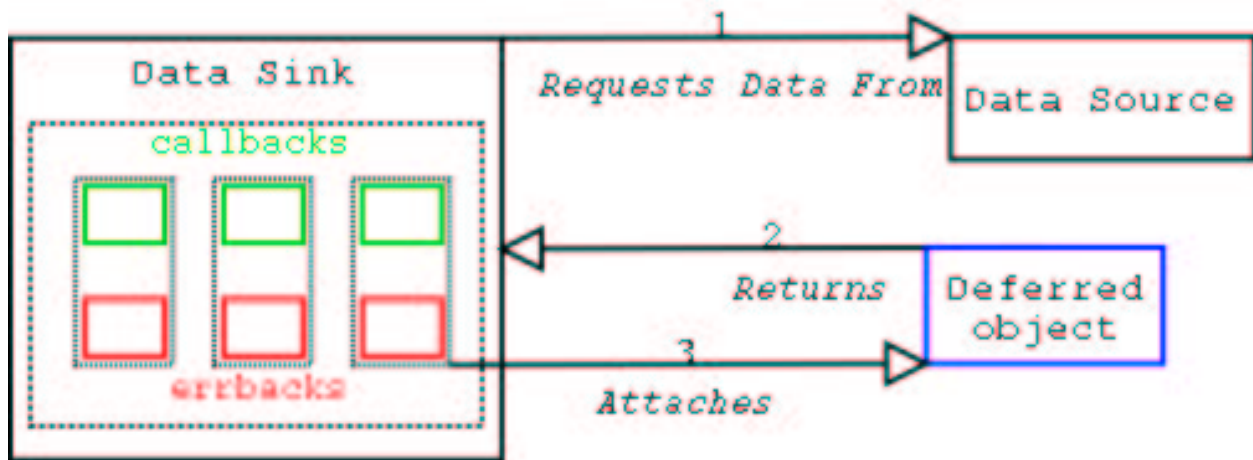 1
Data Sink
Requests Data From
Data Source
callbacks
2
Returns
Deferred
object
3
errbacks
Attaches